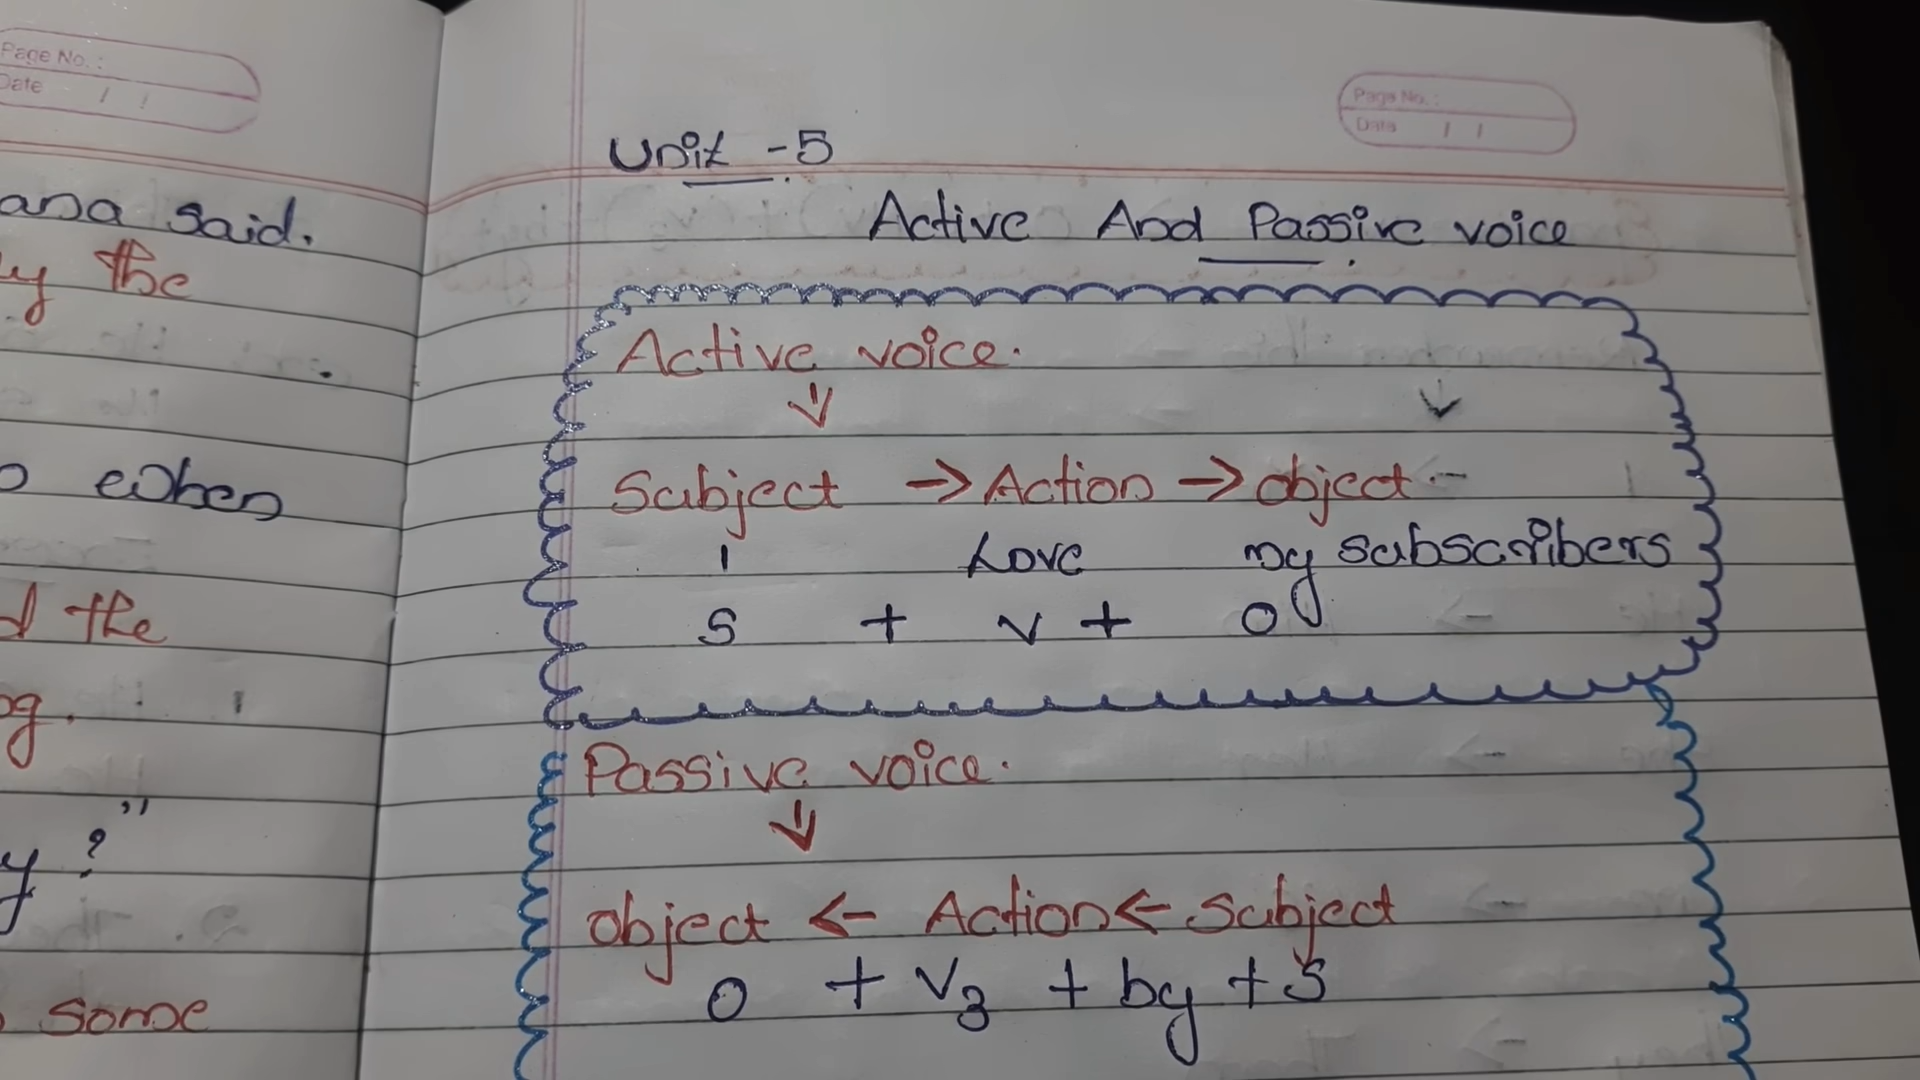 Page No.:
Date / /
ana said.
y the
when
d the
g.
y ?"
some
Page No.:
Date / /
Unit -5
Active And Passive voice
Active voice.
↓ ↓
Subject → Action → object
I Love my subscribers
S + V + O
Passive voice.
↓
object ← Action ← Subject
O + V3 + by + S